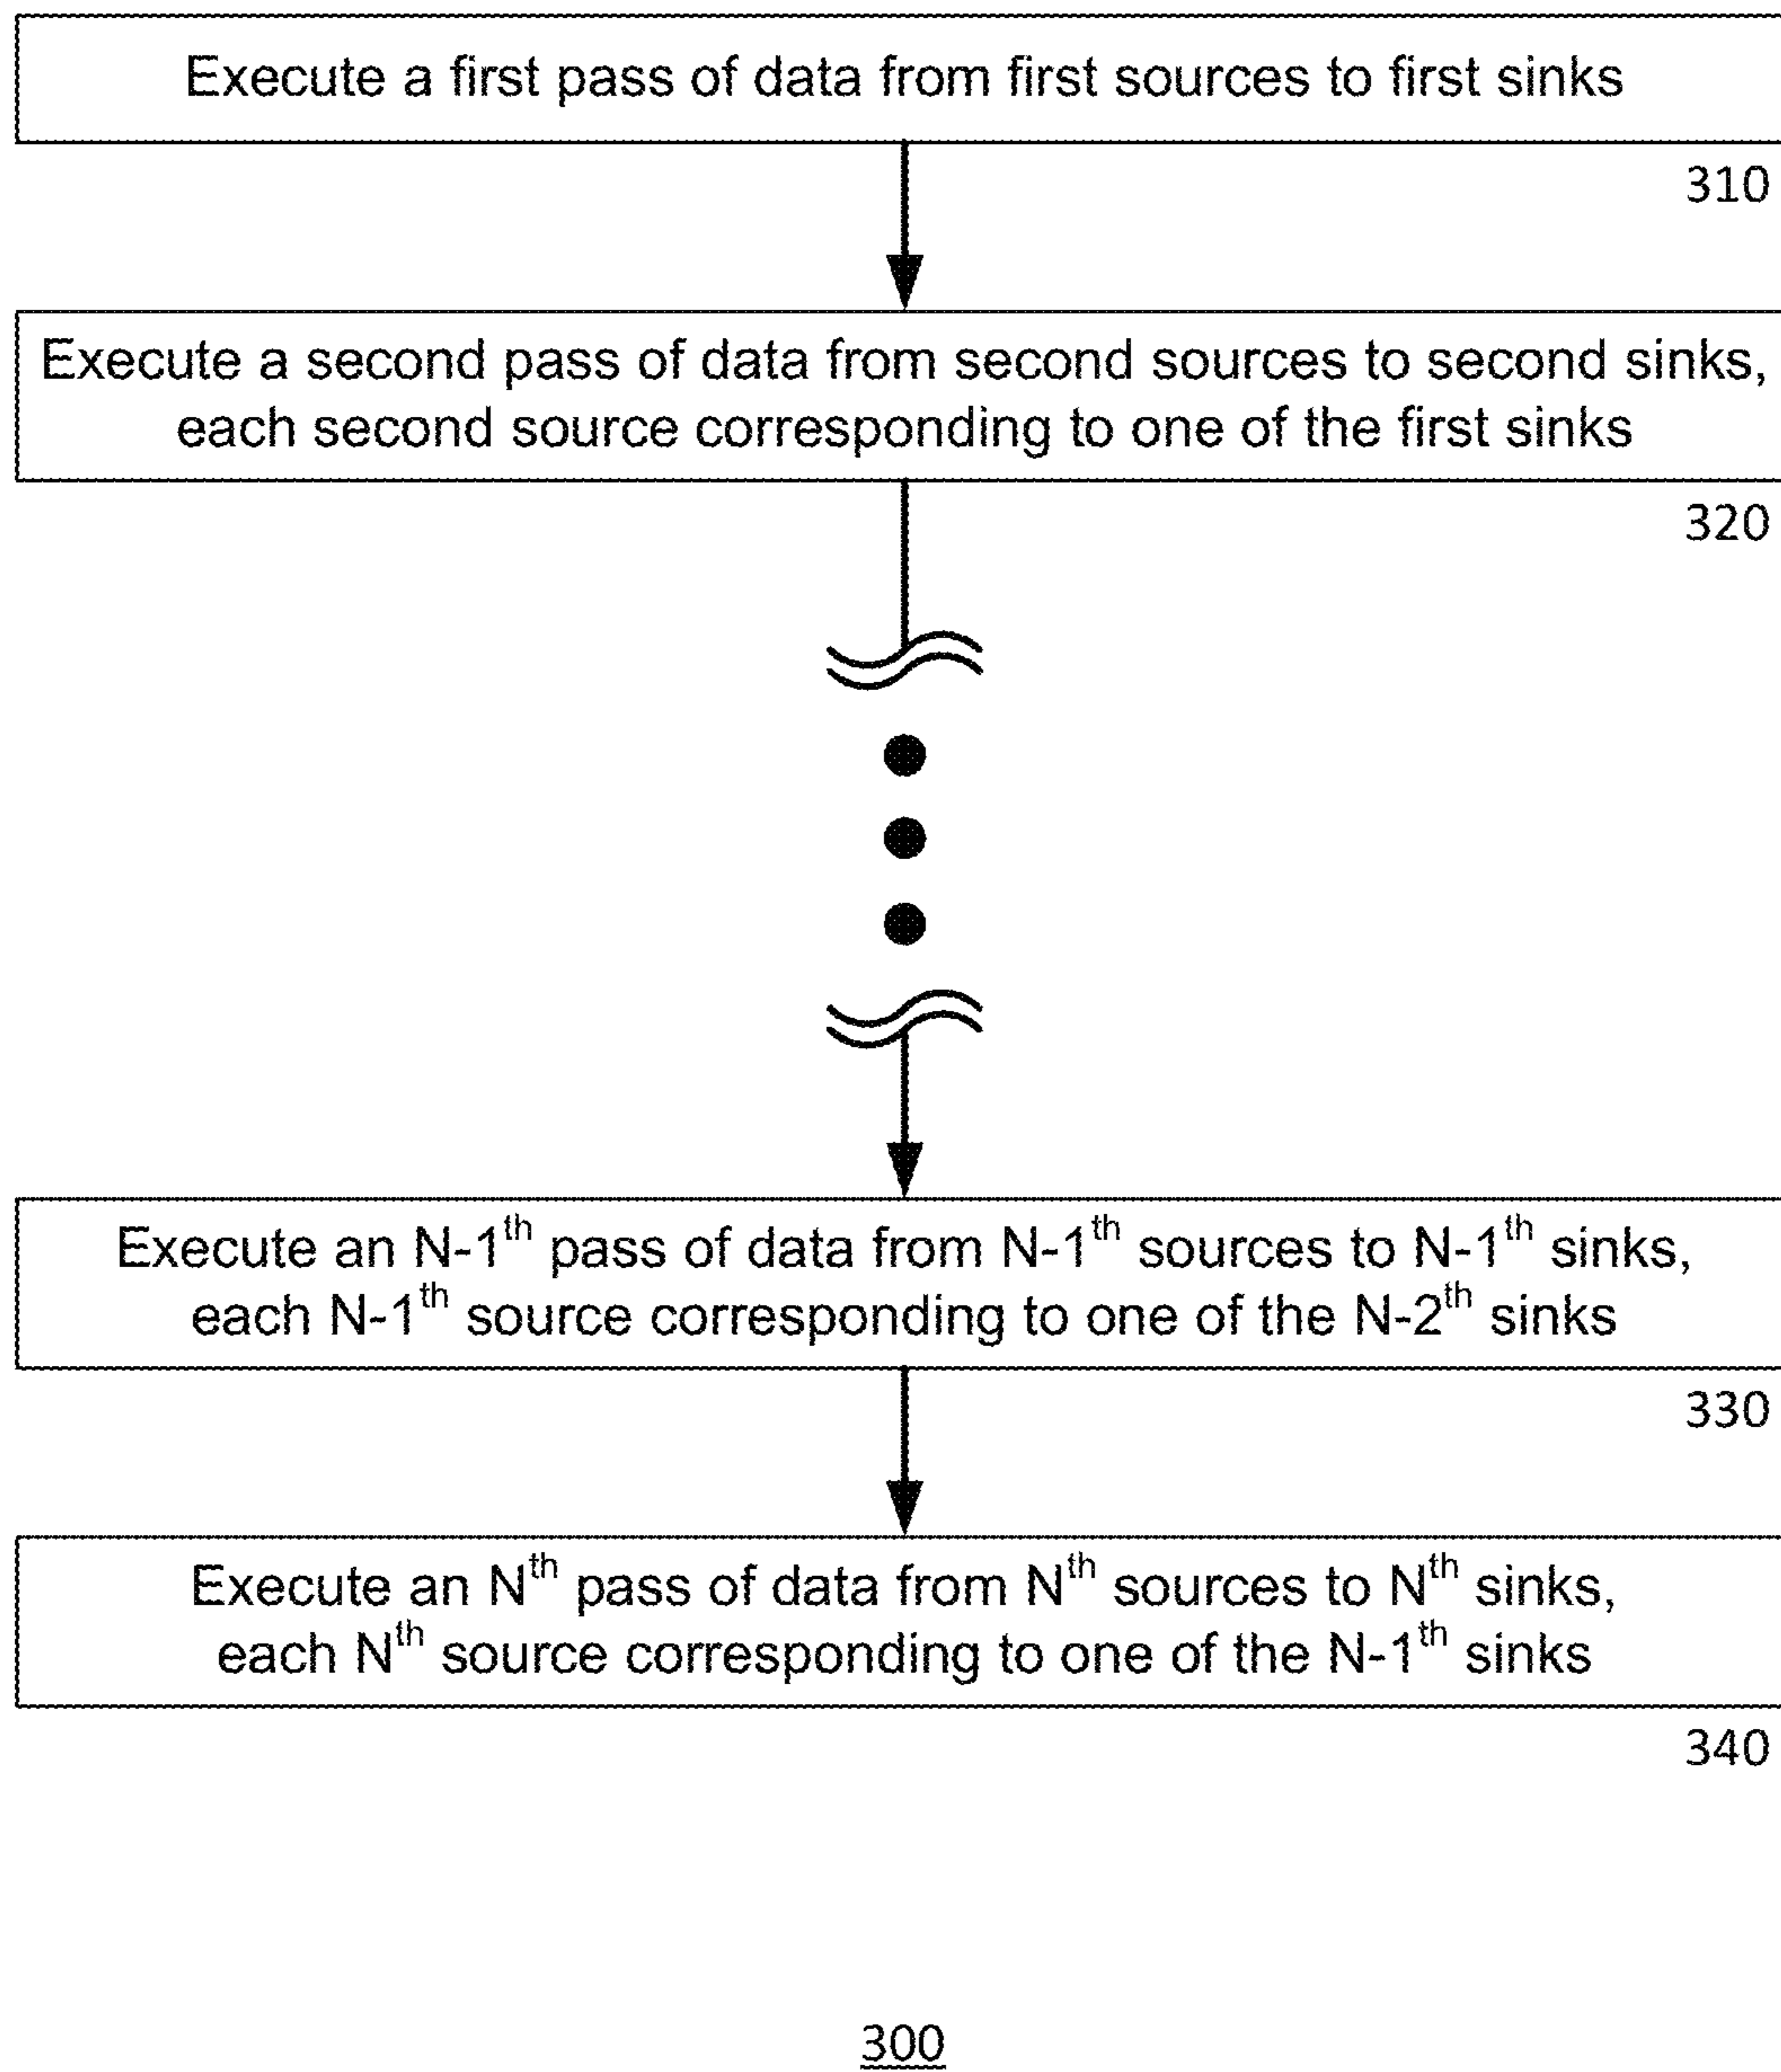 Execute a first pass of data from first sources to first sinks
310
Execute a second pass of data from second sources to second sinks,
each second source corresponding to one of the first sinks
320
Execute an N-1th pass of data from N-1th sources to N-1th sinks,
each N-1th source corresponding to one of the N-2th sinks
330
Execute an Nth pass of data from Nth sources to Nth sinks,
each Nth source corresponding to one of the N-1th sinks
340
300